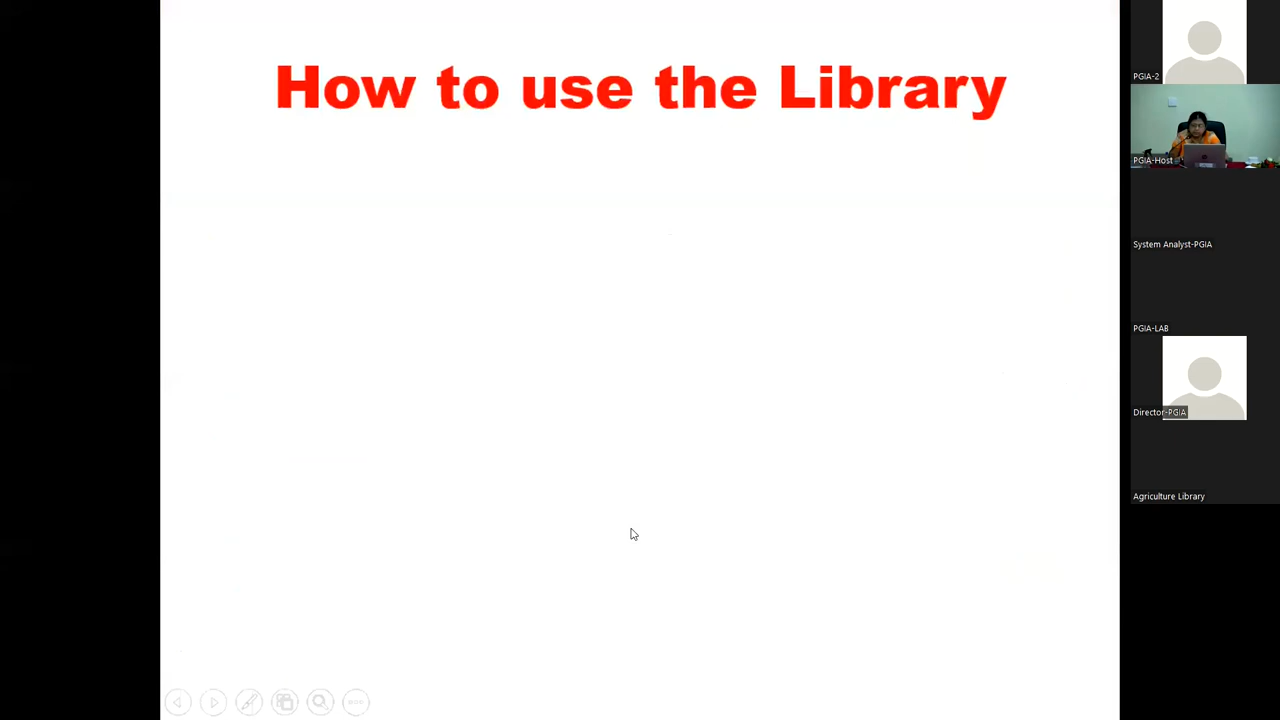 How to use the Library
PGIA-2
PGIA-Host
System Analyst-PGIA
PGIA-LAB
Director-PGIA
Agriculture Library